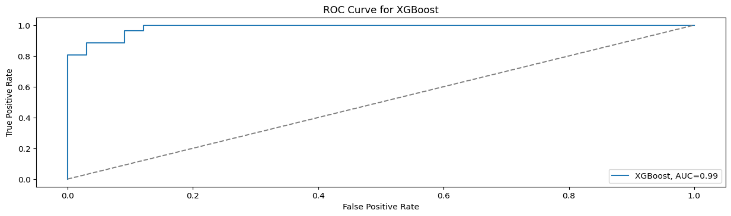 ROC Curve for XGBoost
1.0
0.8
0.6
0.4
0.2
0.0
True Positive Rate
XGBoost, AUC=0.99
0.0 0.2 0.4 0.6 0.8 1.0
False Positive Rate